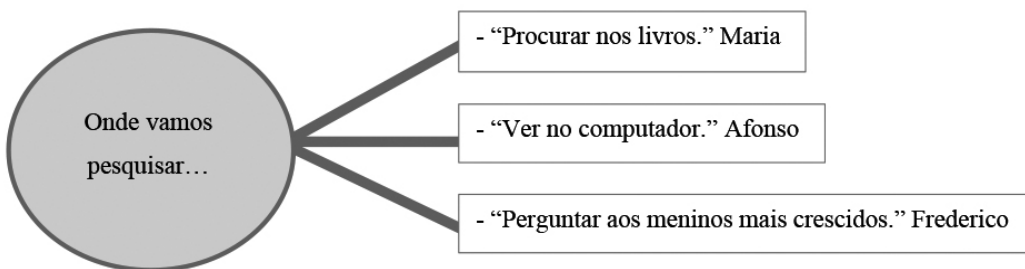 Onde vamos
pesquisar…
- “Procurar nos livros.” Maria
- “Ver no computador.” Afonso
- “Perguntar aos meninos mais crescidos.” Frederico